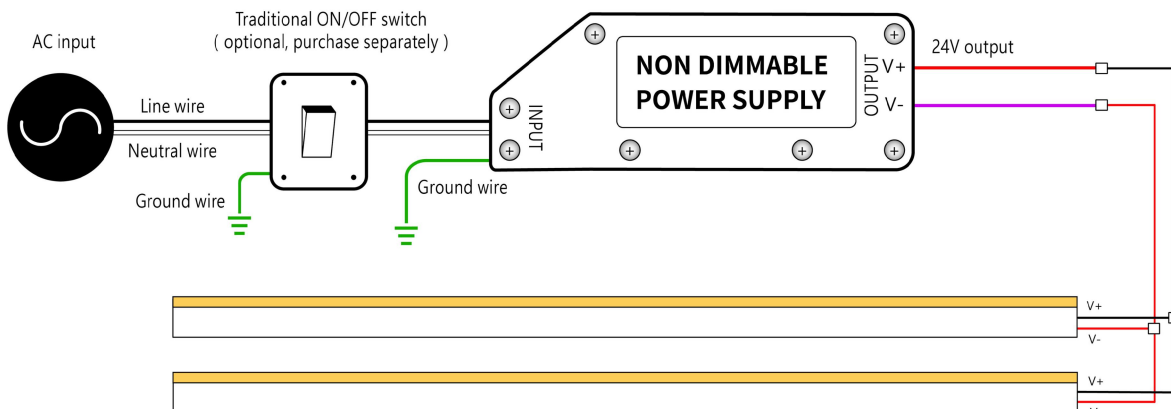 AC input
Traditional ON/OFF switch
( optional, purchase separately )
Line wire
Neutral wire
Ground wire
Ground wire
INPUT
NON DIMMABLE
POWER SUPPLY
OUTPUT
V+
V-
24V output
V+
V-
V+